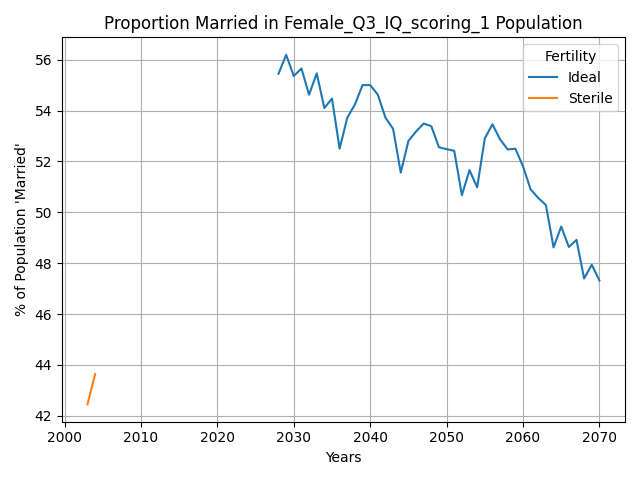 Proportion Married in Female_Q3_IQ_scoring_1 Population
% of Population 'Married'
56
54
52
50
48
46
44
42
Fertility
Ideal
Sterile
2000 2010 2020 2030 2040 2050 2060 2070
Years